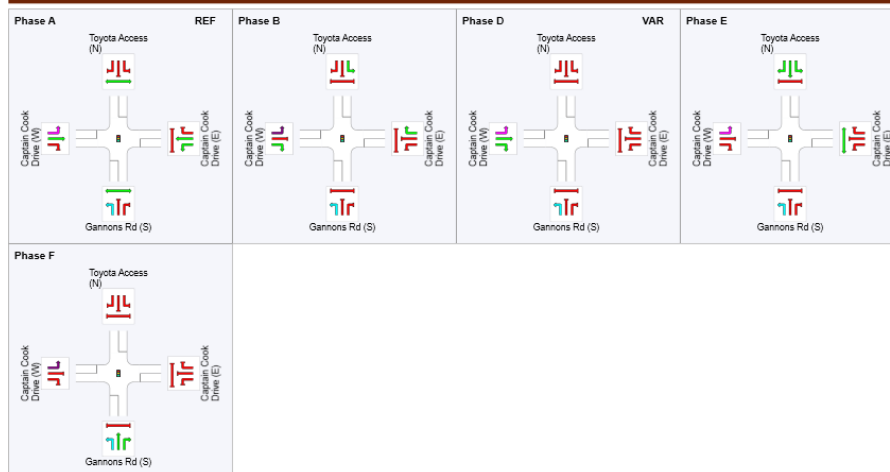 Phase A REF
Toyota Access
(N)
Captain Cook
Drive (W)
Captain Cook
Drive (E)
Gannons Rd (S)
Phase B
Toyota Access
(N)
Captain Cook
Drive (W)
Captain Cook
Drive (E)
Gannons Rd (S)
Phase D VAR
Toyota Access
(N)
Captain Cook
Drive (W)
Captain Cook
Drive (E)
Gannons Rd (S)
Phase E
Toyota Access
(N)
Captain Cook
Drive (W)
Captain Cook
Drive (E)
Gannons Rd (S)
Phase F
Toyota Access
(N)
Captain Cook
Drive (W)
Captain Cook
Drive (E)
Gannons Rd (S)